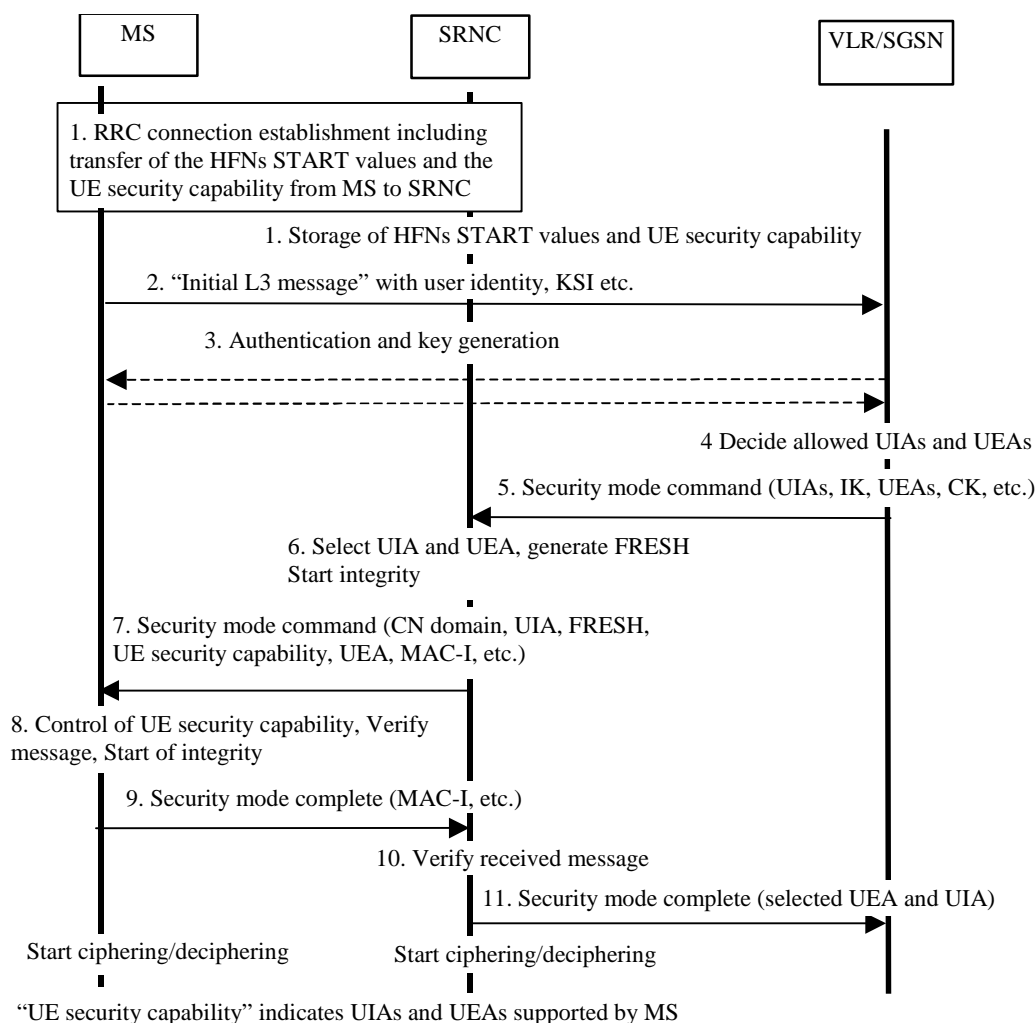 MS
SRNC
VLR/SGSN
1. RRC connection establishment including
transfer of the HFNs START values and the
UE security capability from MS to SRNC
1. Storage of HFNs START values and UE security capability
2. “Initial L3 message” with user identity, KSI etc.
3. Authentication and key generation
4 Decide allowed UIAs and UEAs
5. Security mode command (UIAs, IK, UEAs, CK, etc.)
6. Select UIA and UEA, generate FRESH
Start integrity
7. Security mode command (CN domain, UIA, FRESH,
UE security capability, UEA, MAC-I, etc.)
8. Control of UE security capability, Verify
message, Start of integrity
9. Security mode complete (MAC-I, etc.)
10. Verify received message
11. Security mode complete (selected UEA and UIA)
Start ciphering/deciphering
Start ciphering/deciphering
“UE security capability” indicates UIAs and UEAs supported by MS